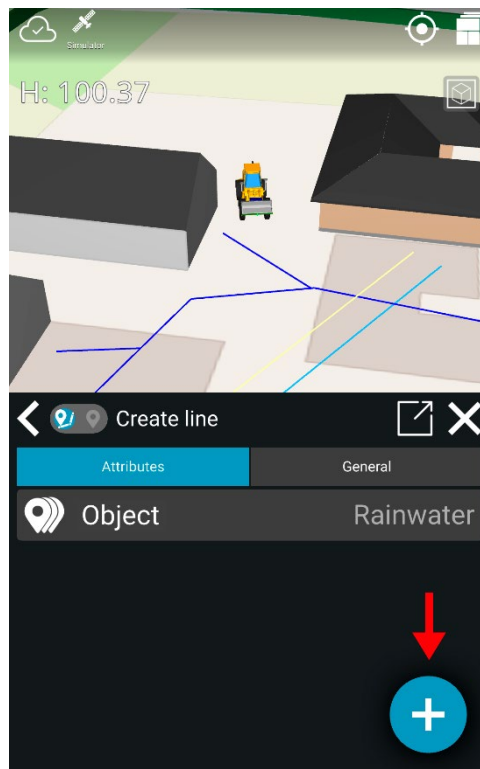 Simulator
H: 100.37
Create line
Attributes General
Object Rainwater